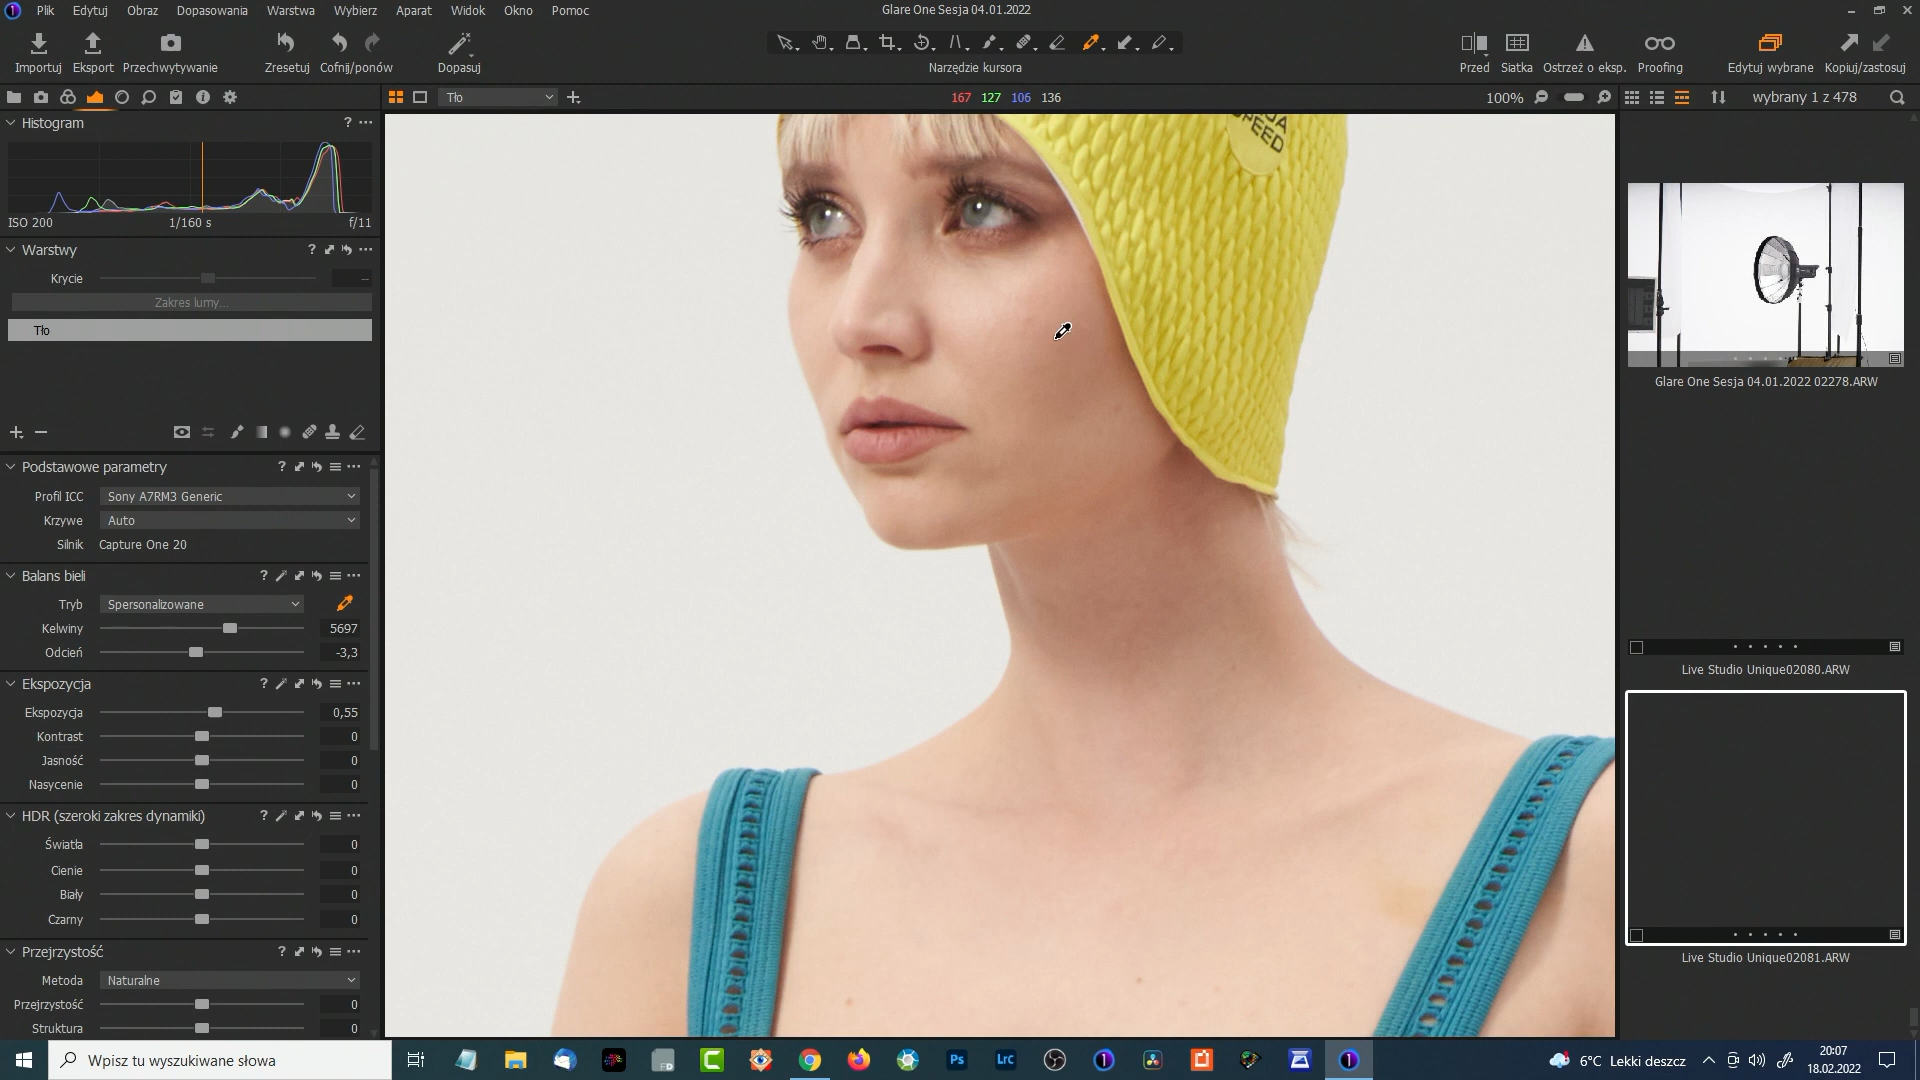 Plik Edytuj Obraz Dopasowania Warstwa Wybierz Aparat Widok Okno Pomoc
Glare One Sesja 04.01.2022
Importuj Eksport Przechwytywanie Zresetuj Cofnij/ponów Dopasuj
Narzędzie kursora
Przed Siatka Ostrzeż o eksp. Proofing Edytuj wybrane Kopiuj/zastosuj
Tło
167 127 106 136
100%
wybrany 1 z 478
Histogram
ISO 200 1/160 s f/11
Warstwy
Krycie --
Zakres lumy...
Tło
Podstawowe parametry
Profil ICC Sony A7RM3 Generic
Krzywe Auto
Silnik Capture One 20
Balans bieli
Tryb Spersonalizowane
Kelwiny 5697
Odcień -3,3
Ekspozycja
Ekspozycja 0,55
Kontrast 0
Jasność 0
Nasycenie 0
HDR (szeroki zakres dynamiki)
Światła 0
Cienie 0
Biały 0
Czarny 0
Przejrzystość
Metoda Naturalne
Przejrzystość 0
Struktura 0
SPEED
Glare One Sesja 04.01.2022 02278.ARW
Live Studio Unique02080.ARW
Live Studio Unique02081.ARW
Wpisz tu wyszukiwane słowa
FD
Ps
Lrc
6°C Lekki deszcz
20:07
18.02.2022